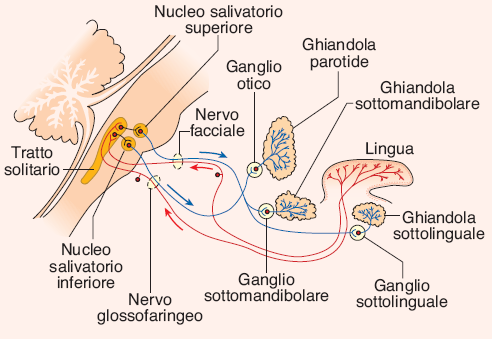 Nucleo salivatorio
superiore
Ghiandola
parotide
Ganglio
otico
Ghiandola
sottomandibolare
Nervo
facciale
Lingua
Tratto
solitario
Ghiandola
sottolinguale
Nucleo
salivatorio
inferiore
Nervo
glossofaringeo
Ganglio
sottomandibolare
Ganglio
sottolinguale